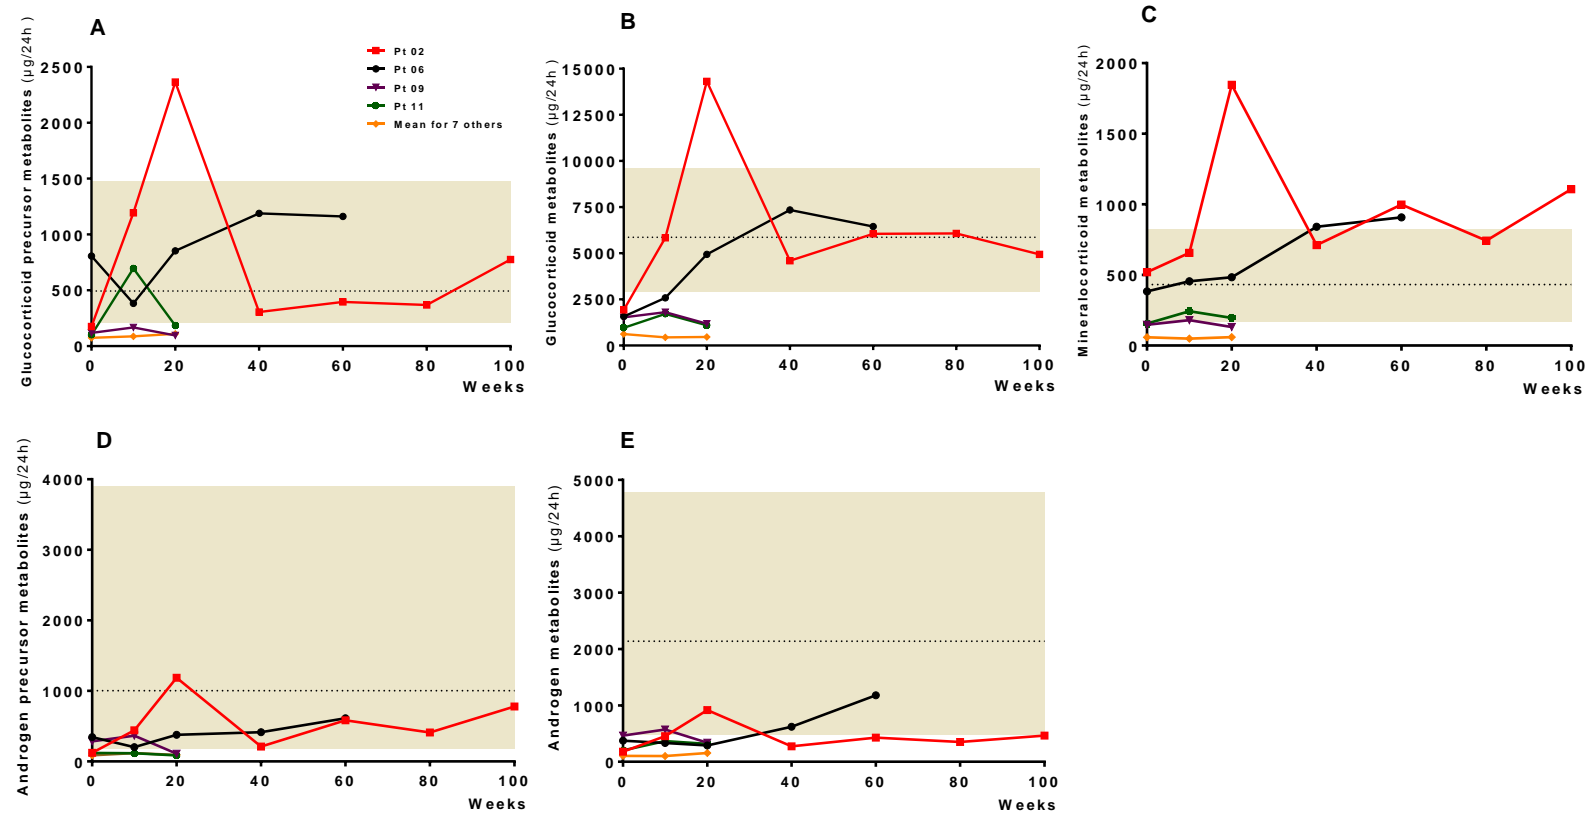 A
Glucocorticoid precursor metabolites (µg/24h )
2500
2000
1500
1000
500
0
0 20 40 60 80 100
Weeks
Pt 02
Pt 06
Pt 09
Pt 11
Mean for 7 others
B
Glucocorticoid metabolites (µg/24h )
15000
12500
10000
7500
5000
2500
0
0 20 40 60 80 100
Weeks
C
Mineralocorticoid metabolites (µg/24h)
2000
1500
1000
500
0
0 20 40 60 80 100
Weeks
D
Androgen precursor metabolites (µg/24h)
4000
3000
2000
1000
0
0 20 40 60 80 100
Weeks
E
Androgen metabolites (µg/24h)
5000
4000
3000
2000
1000
0
0 20 40 60 80 100
Weeks